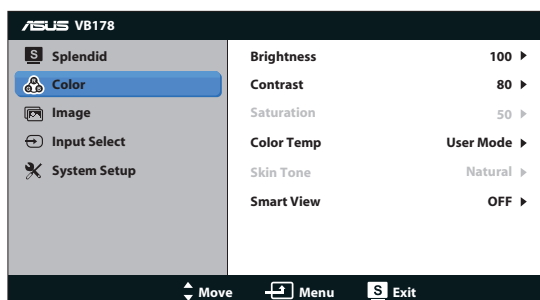 ASUS VB178
S Splendid
Color
Image
Input Select
System Setup
Brightness 100
Contrast 80
Saturation 50
Color Temp User Mode
Skin Tone Natural
Smart View OFF
Move Menu S Exit